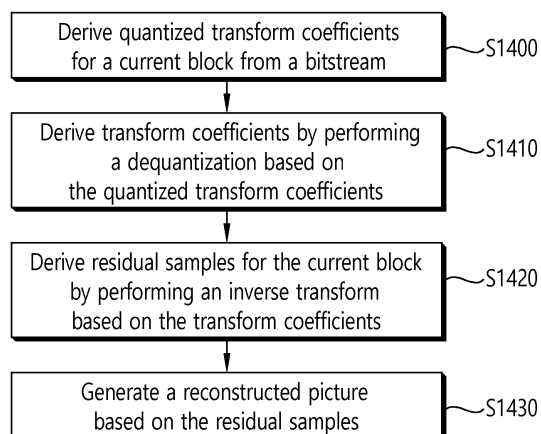 Derive quantized transform coefficients
for a current block from a bitstream
S1400
Derive transform coefficients by performing
a dequantization based on
the quantized transform coefficients
S1410
Derive residual samples for the current block
by performing an inverse transform
based on the transform coefficients
S1420
Generate a reconstructed picture
based on the residual samples
S1430